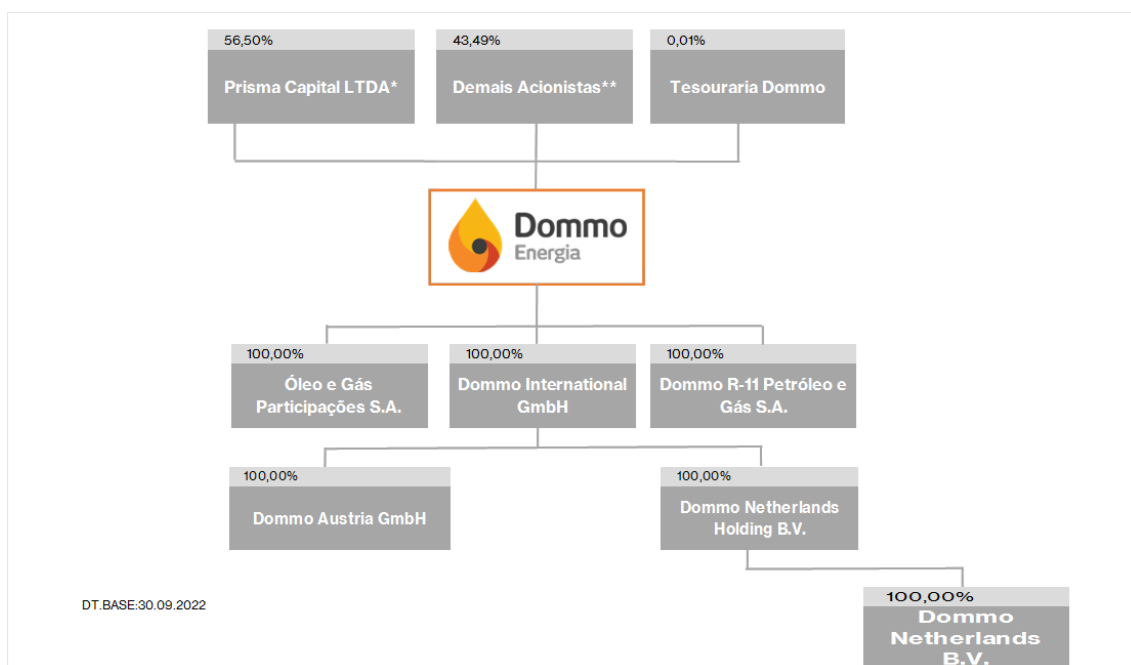 56,50%
43,49%
0,01%
Prisma Capital LTDA*
Demais Acionistas**
Tesouraria Dommo
Dommo
Energia
100,00%
100,00%
100,00%
Óleo e Gás
Participações S.A.
Dommo International
GmbH
Dommo R-11 Petróleo e
Gás S.A.
100,00%
100,00%
Dommo Austria GmbH
Dommo Netherlands
Holding B.V.
DT.BASE:30.09.2022
100,00%
Dommo
Netherlands
B.V.